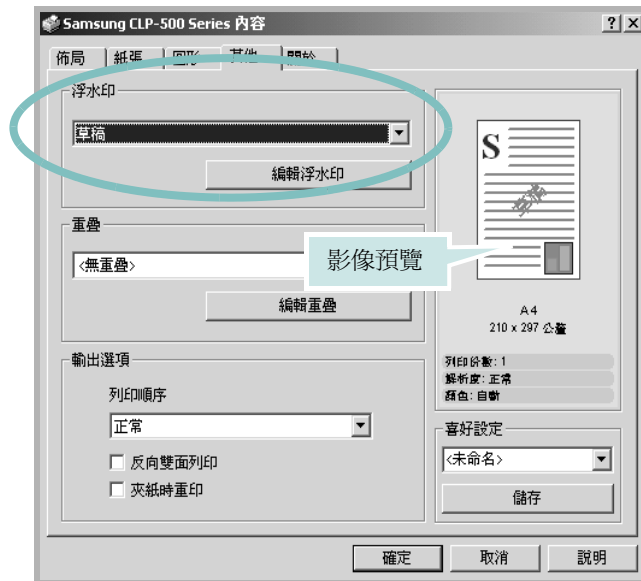 Samsung CLP-500 Series 內容
佈局
紙張
圖形
其他
關於
浮水印
草稿
編輯浮水印
重疊
<無重疊>
編輯重疊
輸出選項
列印順序
正常
反向雙面列印
夾紙時重印
S
草稿
影像預覽
A4
210 x 297 公釐
列印份數: 1
解析度: 正常
顏色: 自動
喜好設定
<未命名>
儲存
確定
取消
說明